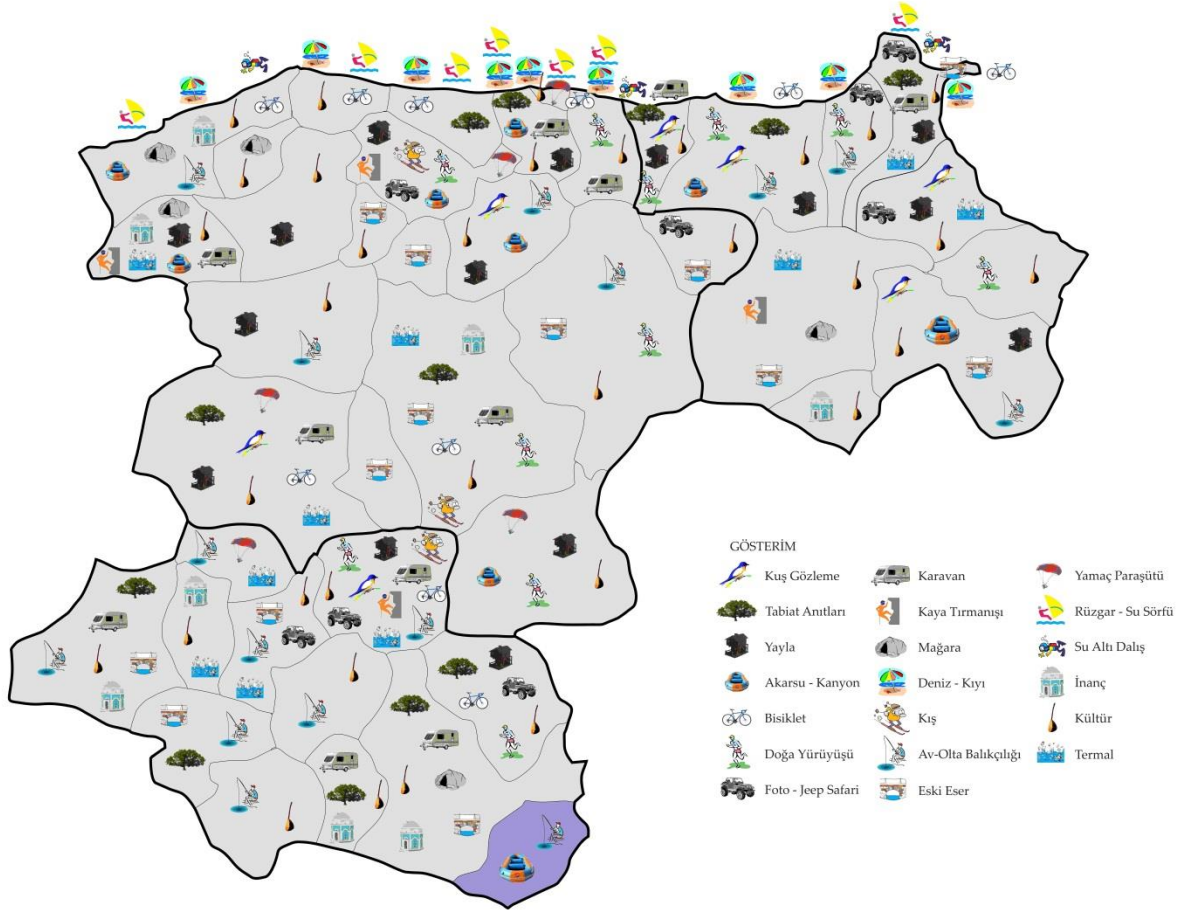 GÖSTERİM
Kuş Gözleme
Tabiat Anıtları
Yayla
Akarsu - Kanyon
Bisiklet
Doğa Yürüyüşü
Foto - Jeep Safari
Karavan
Kaya Tırmanışı
Mağara
Deniz - Kıyı
Kış
Av-Olta Balıkçılığı
Eski Eser
Yamaç Paraşütü
Rüzgar - Su Sörfü
Su Altı Dalış
İnanç
Kültür
Termal